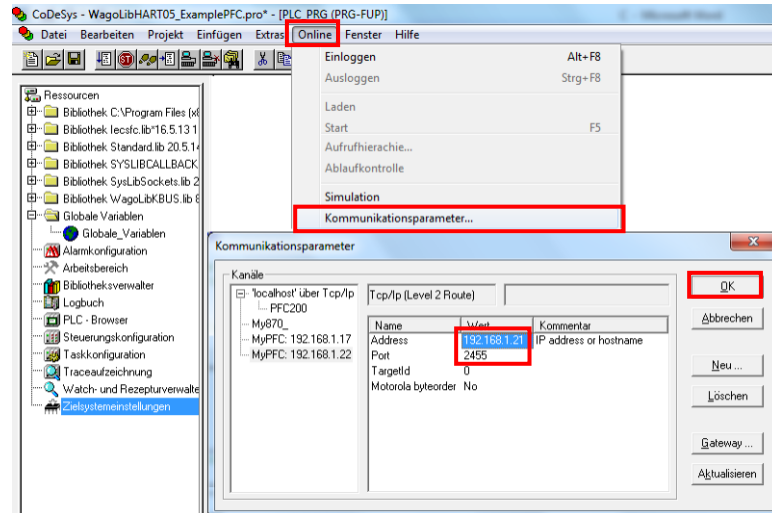 CoDeSys - WagoLibHART05_ExamplePFC.pro* - [PLC_PRG (PRG-FUP)]
Datei Bearbeiten Projekt Einfügen Extras Online Fenster Hilfe
Einloggen Alt+F8
Ausloggen Strg+F8
Laden
Start F5
Aufrufhierachie...
Ablaufkontrolle
Simulation
Kommunikationsparameter...
Ressourcen
Bibliothek C:\Program Files (x8
Bibliothek Iecsfc.lib*16.5.13 1
Bibliothek Standard.lib 20.5.14
Bibliothek SYSLIBCALLBACK
Bibliothek SysLibSockets.lib 2
Bibliothek WagoLibKBUS.lib 8
Globale Variablen
Globale_Variablen
Alarmkonfiguration
Arbeitsbereich
Bibliotheksverwalter
Logbuch
PLC - Browser
Steuerungskonfiguration
Taskkonfiguration
Traceaufzeichnung
Watch- und Rezepturverwalte
Zielsystemeinstellungen
Kommunikationsparameter
Kanäle
'localhost' über Tcp/Ip
PFC200
My870_
MyPFC: 192.168.1.17
MyPFC: 192.168.1.22
Tcp/Ip (Level 2 Route)
Name Wert Kommentar
Address 192.168.1.21 IP address or hostname
Port 2455
TargetId 0
Motorola byteorder No
OK
Abbrechen
Neu ...
Löschen
Gateway ...
Aktualisieren